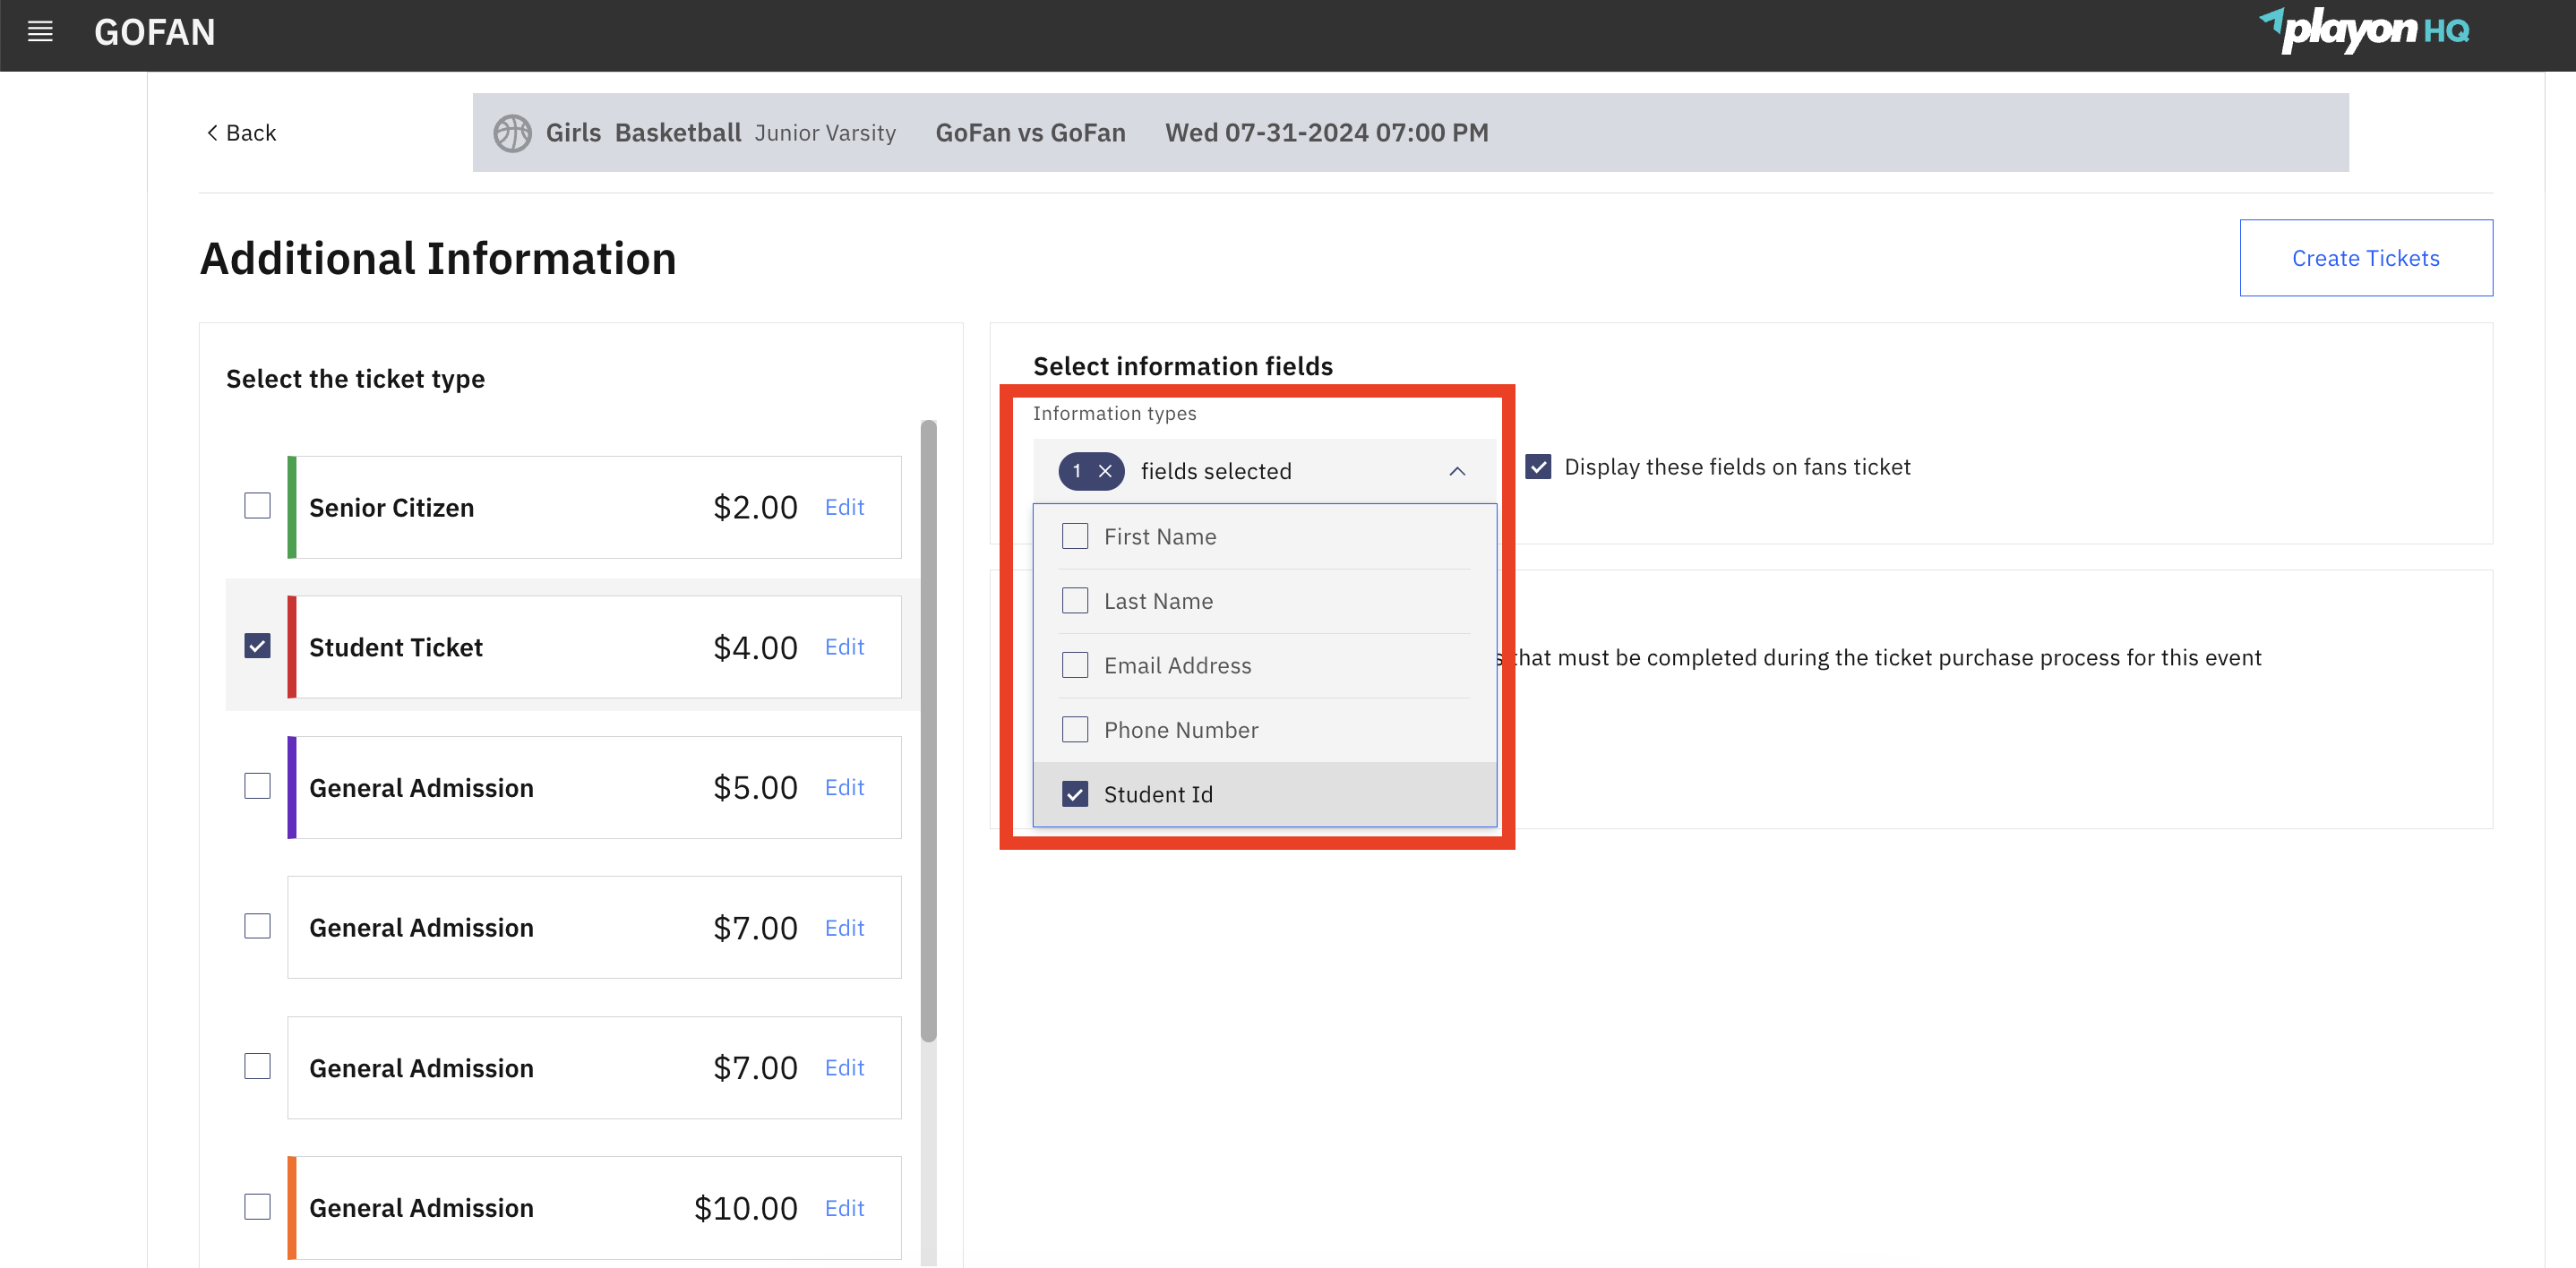 GOFAN
playon HQ
Back
Girls Basketball Junior Varsity GoFan vs GoFan Wed 07-31-2024 07:00 PM
Additional Information
Create Tickets
Select the ticket type
Senior Citizen $2.00 Edit
Student Ticket $4.00 Edit
General Admission $5.00 Edit
General Admission $7.00 Edit
General Admission $7.00 Edit
General Admission $10.00 Edit
Select information fields
Information types
1 fields selected
Display these fields on fans ticket
First Name
Last Name
Email Address
Phone Number
Student Id
that must be completed during the ticket purchase process for this event